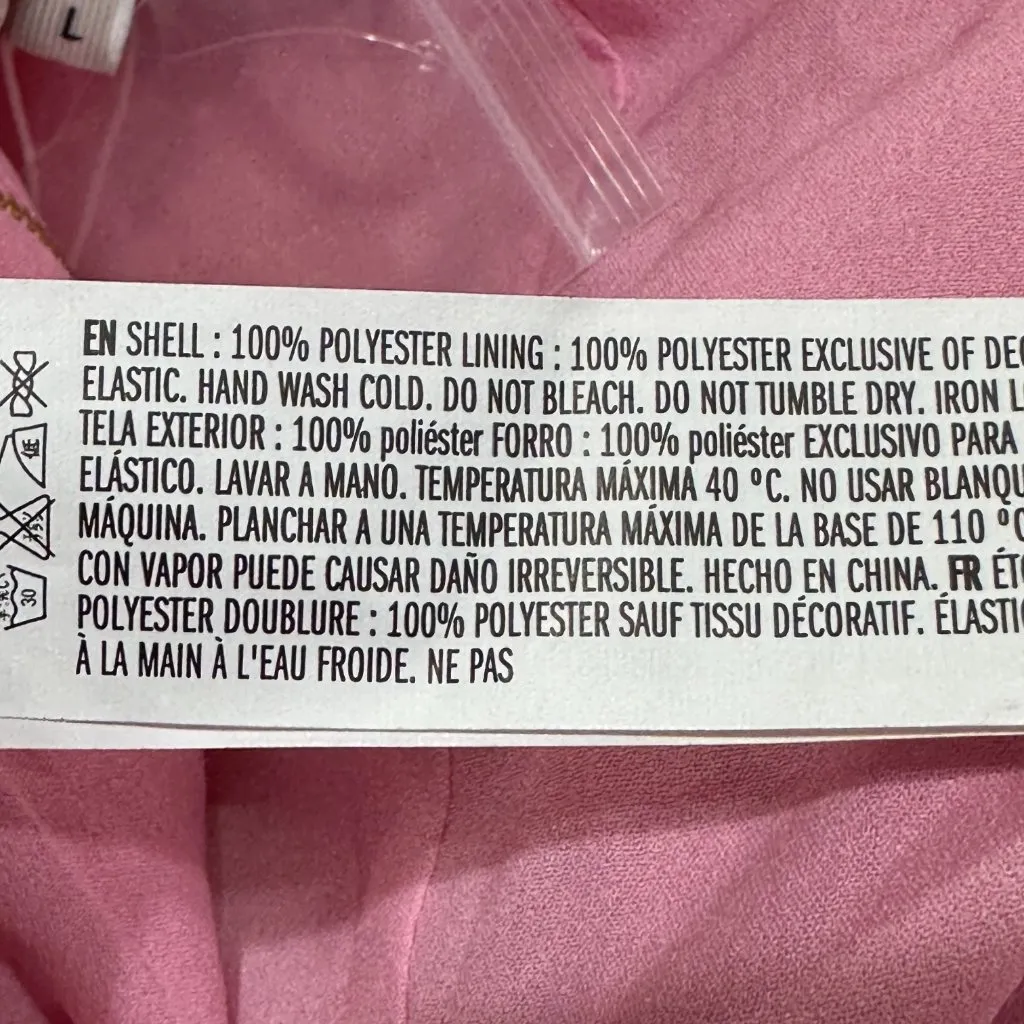 L
EN SHELL : 100% POLYESTER LINING : 100% POLYESTER EXCLUSIVE OF
ELASTIC. HAND WASH COLD. DO NOT BLEACH. DO NOT TUMBLE DRY. IRON
TELA EXTERIOR : 100% poliéster FORRO : 100% poliéster EXCLUSIVO PARA
ELÁSTICO. LAVAR A MANO. TEMPERATURA MÁXIMA 40 ºC. NO USAR
MÁQUINA. PLANCHAR A UNA TEMPERATURA MÁXIMA DE LA BASE DE 110
CON VAPOR PUEDE CAUSAR DAÑO IRREVERSIBLE. HECHO EN CHINA. FR
POLYESTER DOUBLURE : 100% POLYESTER SAUF TISSU DÉCORATIF.
À LA MAIN À L'EAU FROIDE. NE PAS
低
30